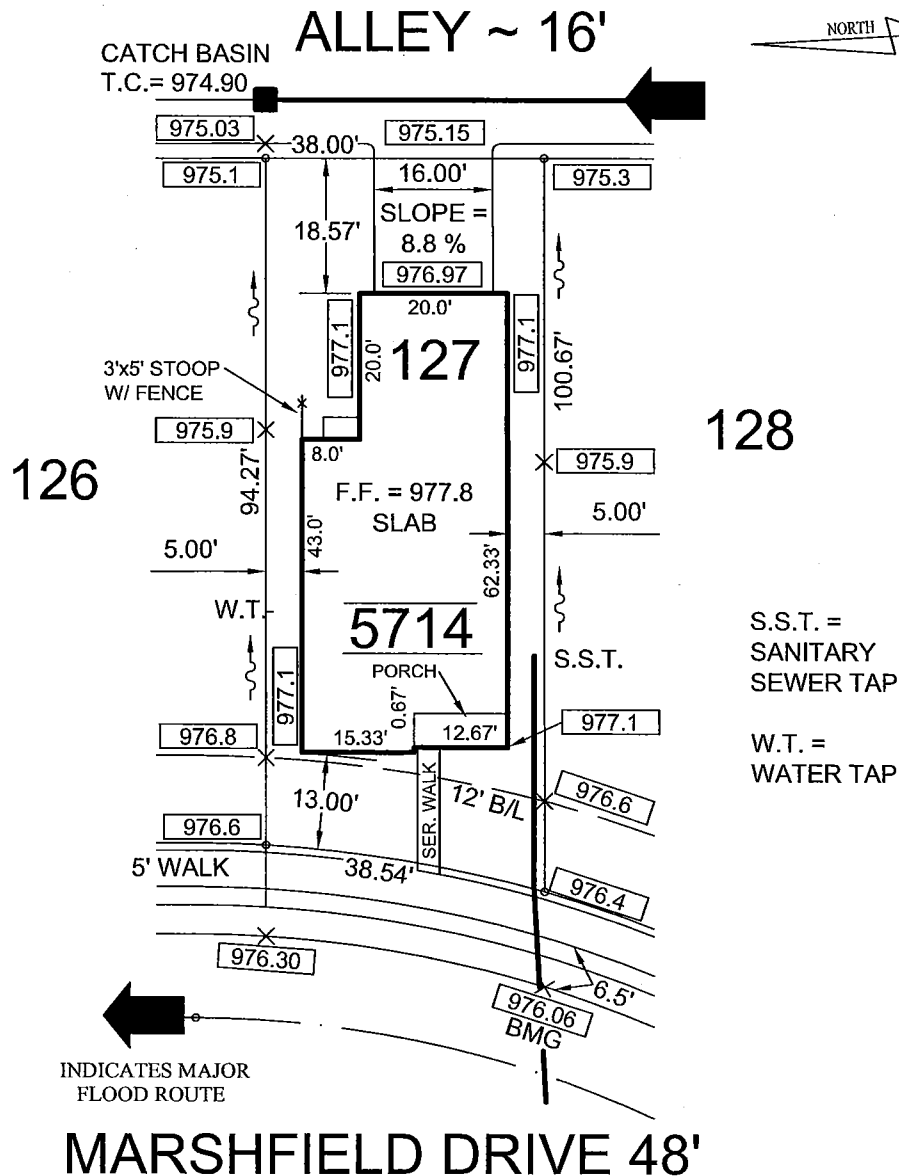 ALLEY ~ 16'
NORTH
CATCH BASIN
T.C.= 974.90
975.03
38.00'
975.15
975.1
16.00'
975.3
SLOPE =
8.8 %
18.57'
976.97
20.0'
977.1
20.0'
127
977.1
100.67'
3'x5' STOOP
W/ FENCE
975.9
8.0'
128
975.9
126
94.27'
F.F. = 977.8
SLAB
5.00'
5.00'
43.0'
62.33'
W.T.
5714
S.S.T.
S.S.T. =
SANITARY
SEWER TAP
PORCH
977.1
0.67'
977.1
976.8
15.33'
12.67'
W.T. =
WATER TAP
13.00'
SER. WALK
12' B/L
976.6
976.6
5' WALK
38.54'
976.4
976.30
6.5'
976.06
BMG
INDICATES MAJOR
FLOOD ROUTE
MARSHFIELD DRIVE 48'